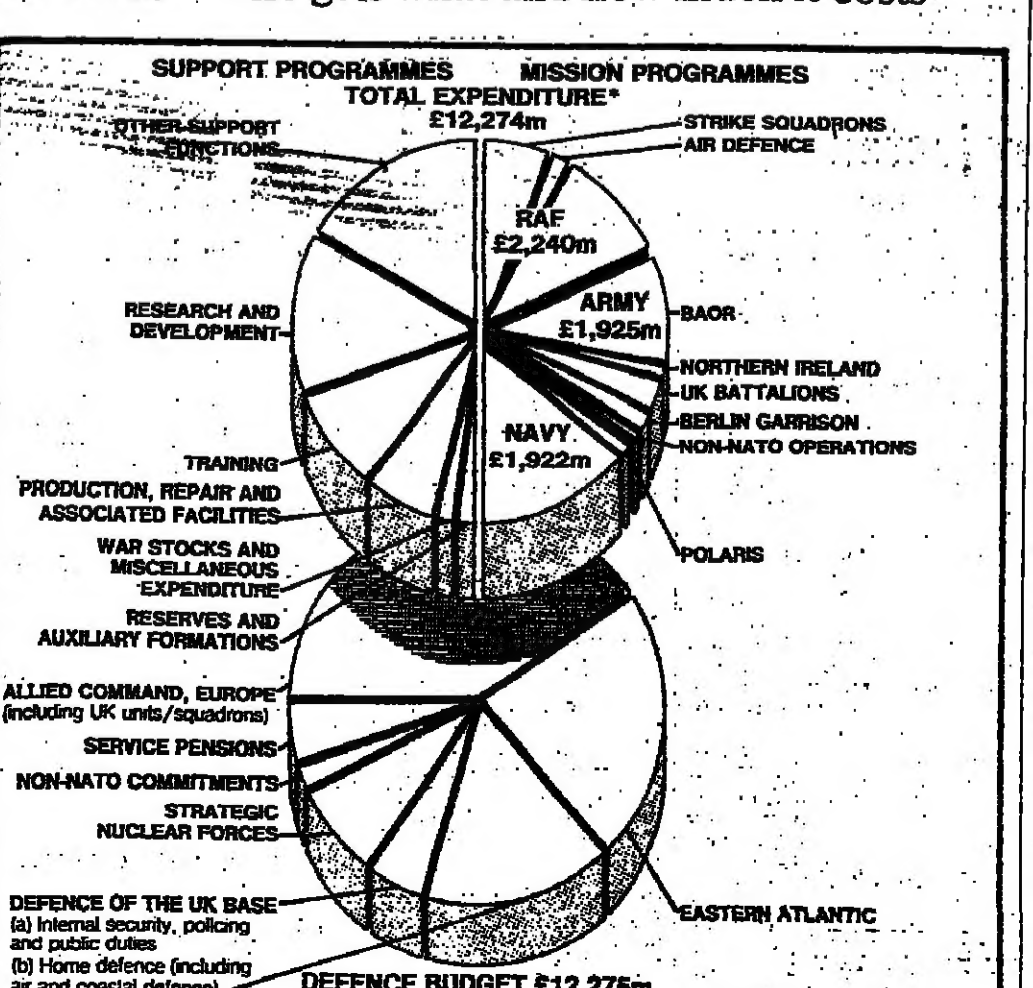 costs
SUPPORT PROGRAMMES
MISSION PROGRAMMES
TOTAL EXPENDITURE*
£12,274m
OTHER SUPPORT
FUNCTIONS
STRIKE SQUADRONS
AIR DEFENCE
RAF
£2,240m
RESEARCH AND
DEVELOPMENT
ARMY
£1,925m
BAOR
NORTHERN IRELAND
UK BATTALIONS
BERLIN GARRISON
NON-NATO OPERATIONS
NAVY
£1,922m
TRAINING
PRODUCTION, REPAIR AND
ASSOCIATED FACILITIES
WAR STOCKS AND
MISCELLANEOUS
EXPENDITURE
POLARIS
RESERVES AND
AUXILIARY FORMATIONS
ALLIED COMMAND, EUROPE
(including UK units/squadrons)
SERVICE PENSIONS
NON-NATO COMMITMENTS
STRATEGIC
NUCLEAR FORCES
DEFENCE OF THE UK BASE
(a) Internal security, policing
and public duties
(b) Home defence (including
air and coastal defence)
EASTERN ATLANTIC
DEFENCE BUDGET £12,275m